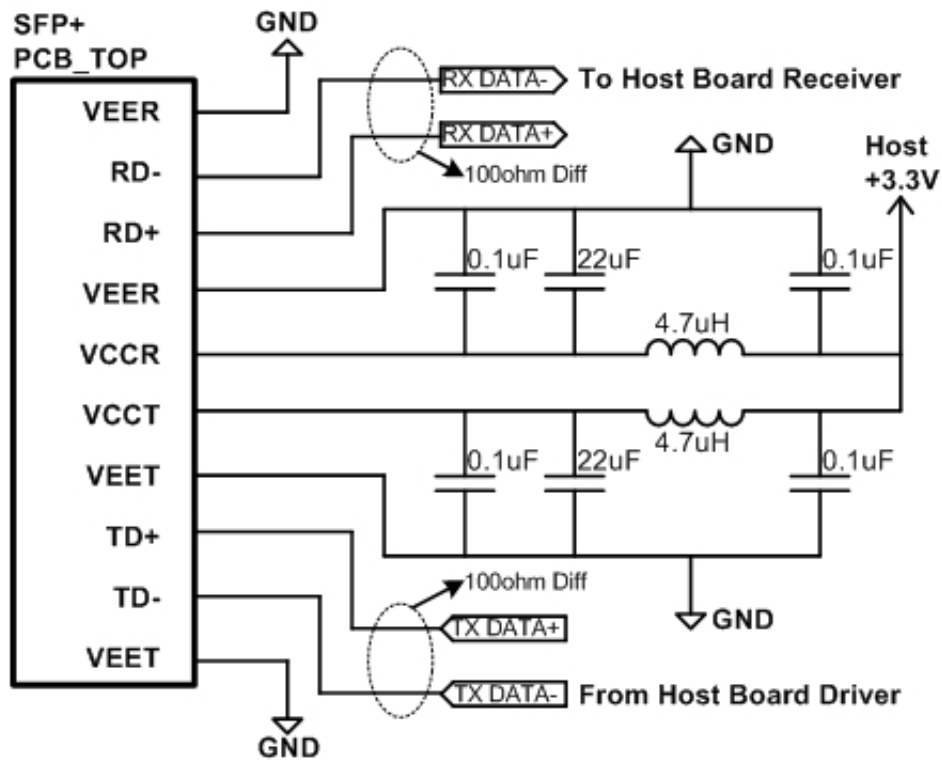 SFP+
PCB_TOP
GND
VEER
RD-
RD+
VEER
VCCR
VCCT
VEET
TD+
TD-
VEET
GND
RX DATA-
To Host Board Receiver
RX DATA+
100ohm Diff
GND
Host
+3.3V
0.1uF
22uF
0.1uF
4.7uH
4.7uH
0.1uF
22uF
0.1uF
100ohm Diff
GND
TX DATA+
TX DATA-
From Host Board Driver